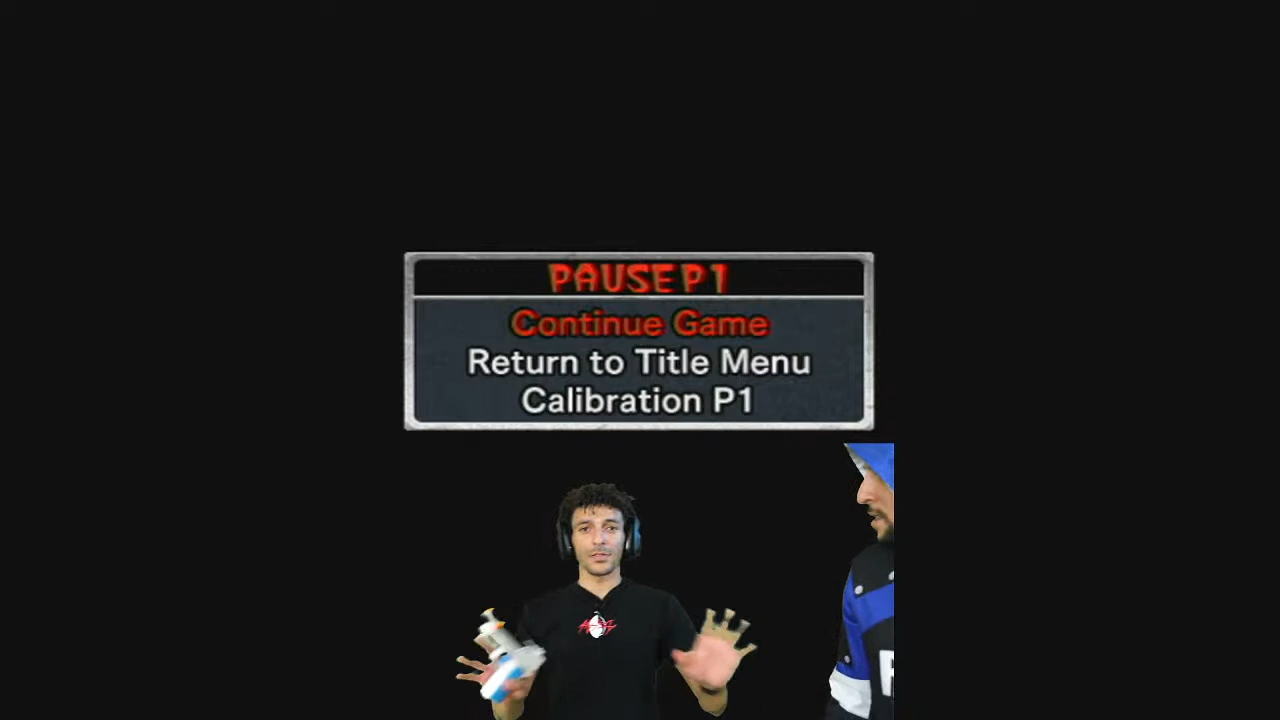 PAUSE P1
Continue Game
Return to Title Menu
Calibration P1